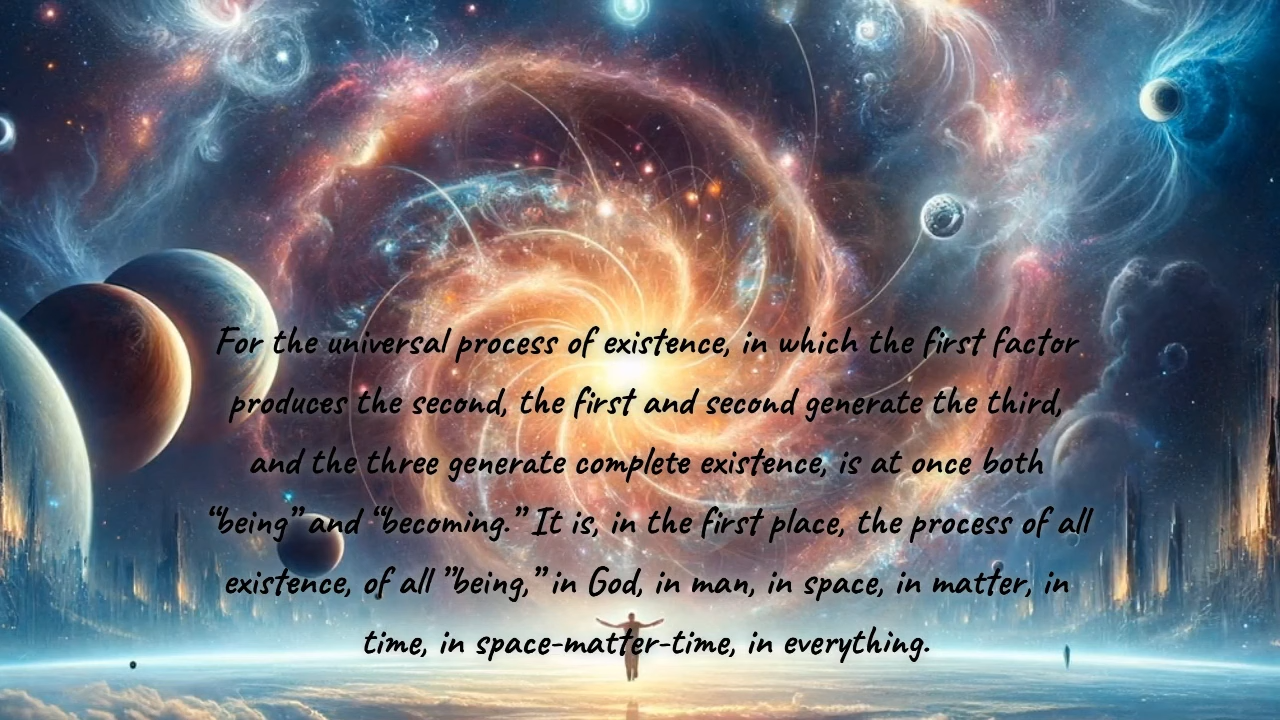 For the universal process of existence, in which the first factor
produces the second, the first and second generate the third,
and the three generate complete existence, is at once both
“being” and “becoming.” It is, in the first place, the process of all
existence, of all ”being,” in God, in man, in space, in matter, in
time, in space-matter-time, in everything.